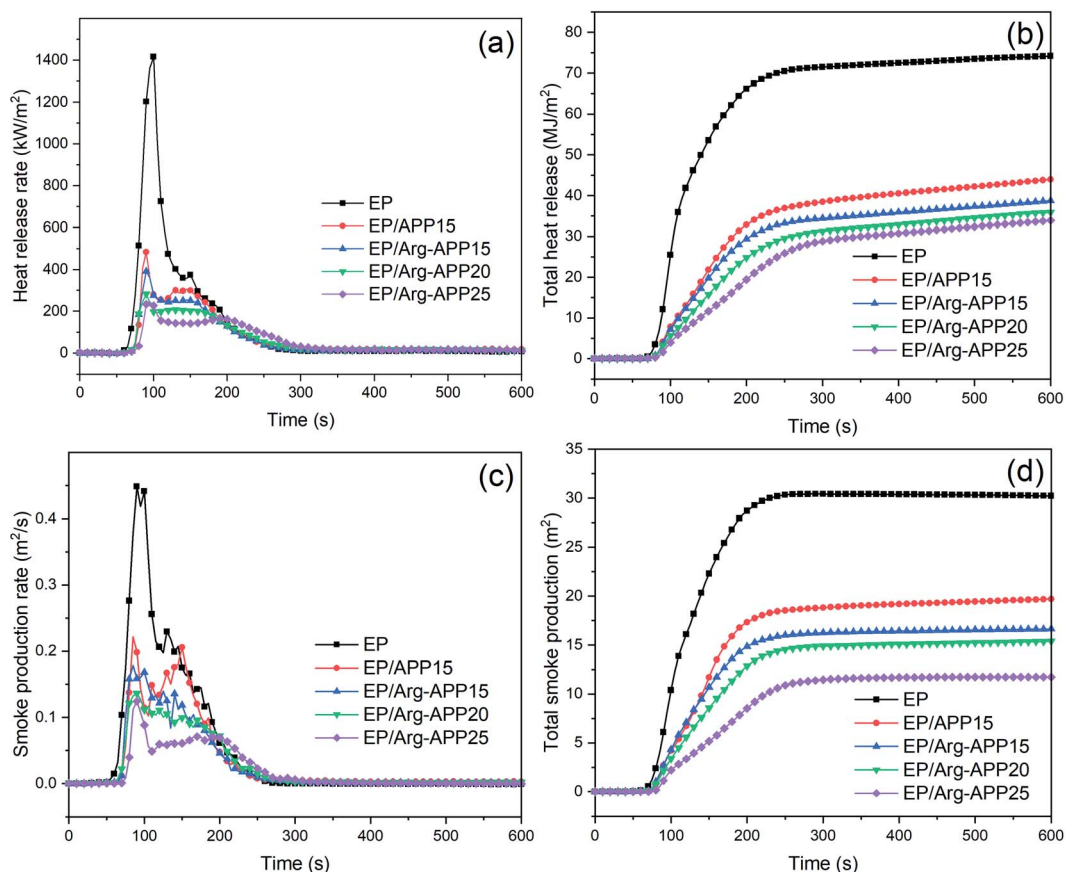 (a)
Heat release rate (kW/m²)
1400
1200
1000
800
600
400
200
0
EP
EP/APP15
EP/Arg-APP15
EP/Arg-APP20
EP/Arg-APP25
0 100 200 300 400 500 600
Time (s)
(b)
Total heat release (MJ/m²)
80
70
60
50
40
30
20
10
0
EP
EP/APP15
EP/Arg-APP15
EP/Arg-APP20
EP/Arg-APP25
0 100 200 300 400 500 600
Time (s)
(c)
Smoke production rate (m²/s)
0.4
0.3
0.2
0.1
0.0
EP
EP/APP15
EP/Arg-APP15
EP/Arg-APP20
EP/Arg-APP25
0 100 200 300 400 500 600
Time (s)
(d)
Total smoke production (m²)
35
30
25
20
15
10
5
0
EP
EP/APP15
EP/Arg-APP15
EP/Arg-APP20
EP/Arg-APP25
0 100 200 300 400 500 600
Time (s)